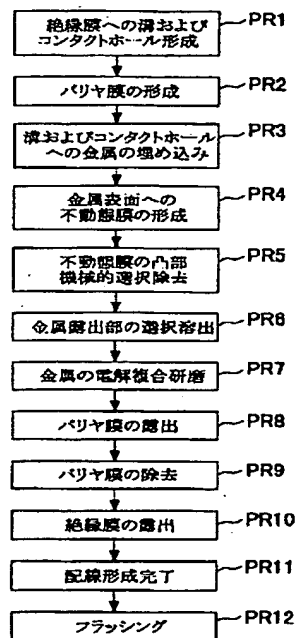 絶縁膜への溝および
コンタクトホール形成
PR1
バリヤ膜の形成
PR2
溝およびコンタクトホール
への金属の埋め込み
PR3
金属表面への
不動態膜の形成
PR4
不動態膜の凸部
機械的選択除去
PR5
金属露出部の選択溶出
PR6
金属の電解複合研磨
PR7
バリヤ膜の露出
PR8
バリヤ膜の除去
PR9
絶縁膜の露出
PR10
配線形成完了
PR11
フラッシング
PR12